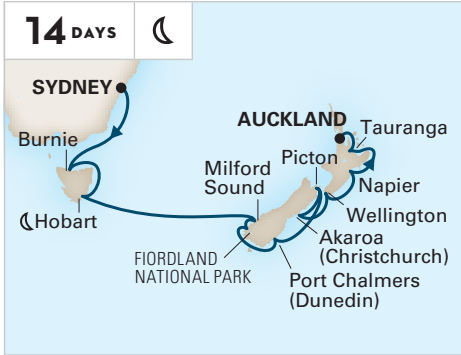 14 DAYS
SYDNEY
Burnie
Hobart
AUCKLAND
Tauranga
Picton
Milford
Sound
Napier
Wellington
Akaroa
(Christchurch)
FIORDLAND
NATIONAL PARK
Port Chalmers
(Dunedin)